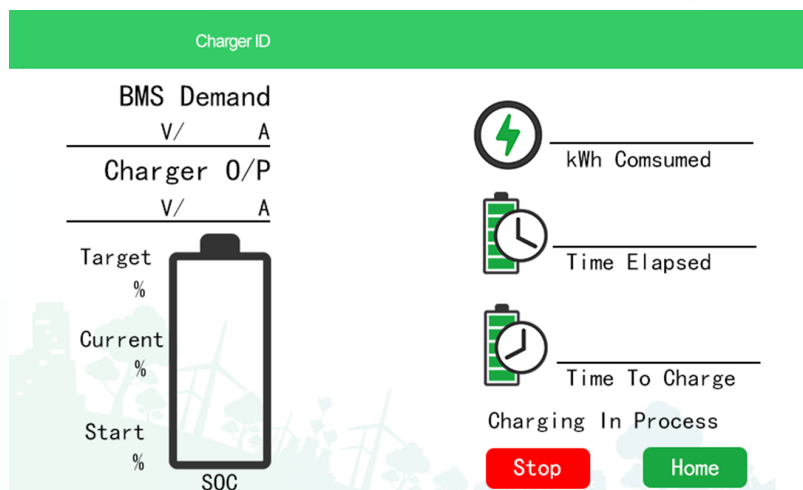 Charger ID
BMS Demand
V/ A
Charger O/P
V/ A
Target
%
Current
%
Start
%
SOC
kWh Comsumed
Time Elapsed
Time To Charge
Charging In Process
Stop Home